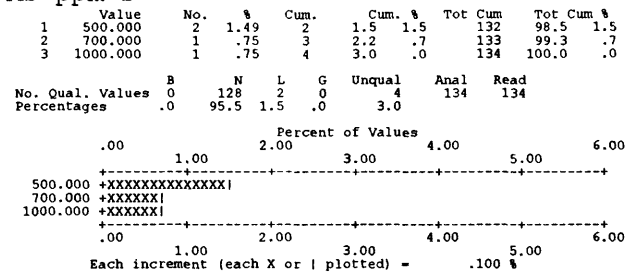 Value No. % Cum. Cum. % Tot Cum Tot Cum %
1 500.000 2 1.49 2 1.5 1.5 132 98.5 1.5
2 700.000 1 .75 3 2.2 .7 133 99.3 .7
3 1000.000 1 .75 4 3.0 .0 134 100.0 .0
B N L G Unqual Anal Read
No. Qual. Values 0 128 2 0 4 134 134
Percentages .0 95.5 1.5 .0 3.0
Percent of Values
.00 2.00 4.00 6.00
1.00 3.00 5.00
+---------+---------+---------+---------+---------+---------+
500.000 +XXXXXXXXXXXXXX|
700.000 +XXXXXX|
1000.000 +XXXXXX|
+---------+---------+---------+---------+---------+---------+
.00 2.00 4.00 6.00
1.00 3.00 5.00
Each increment (each X or | plotted) = .100 %